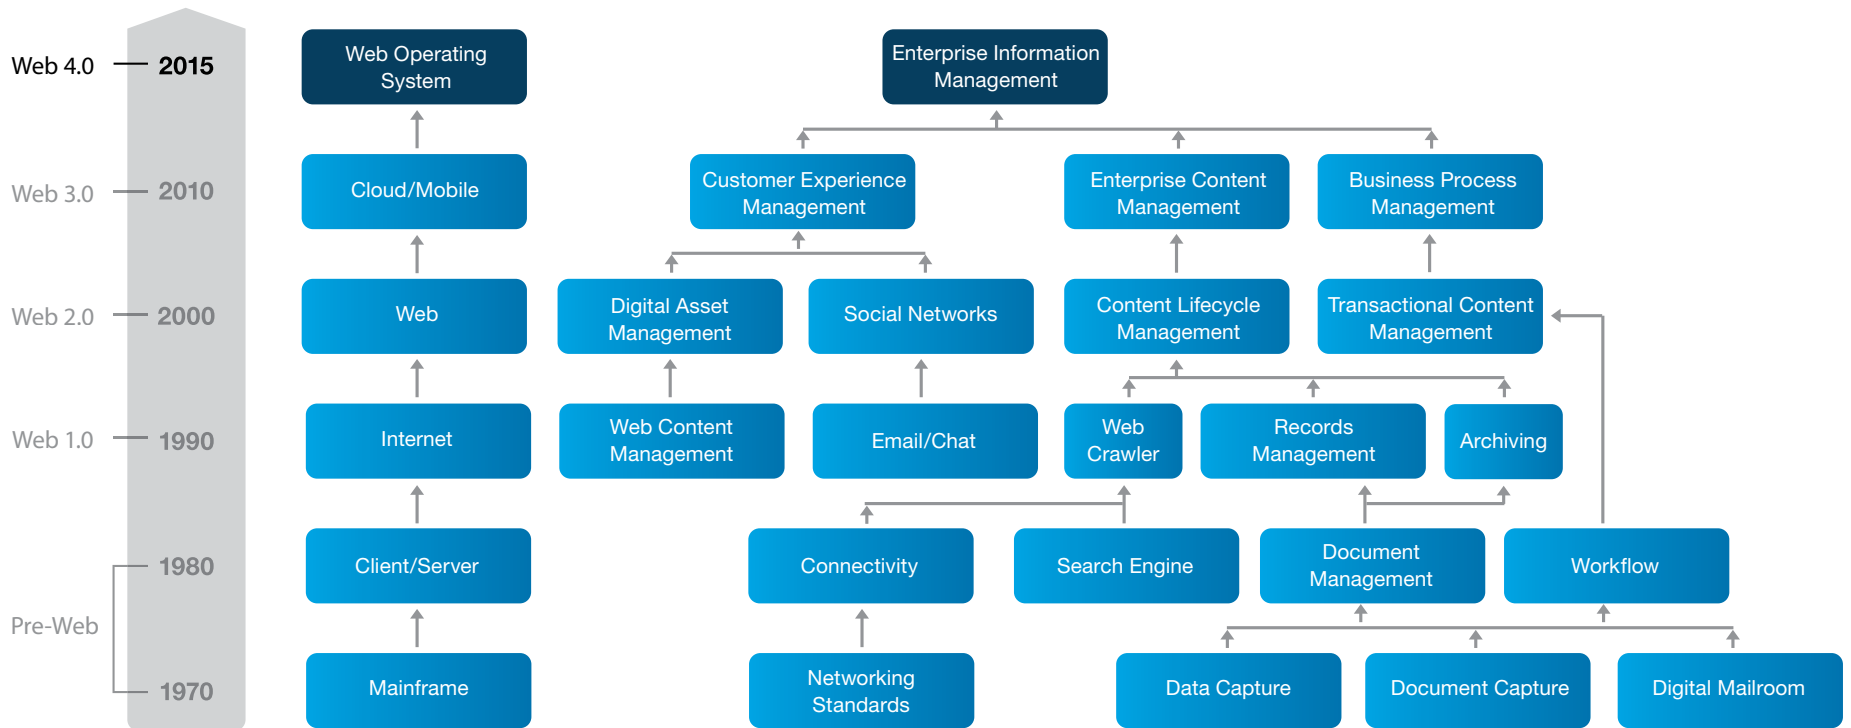 Web 4.0
2015
Web Operating
System
Enterprise Information
Management
Web 3.0
2010
Cloud/Mobile
Customer Experience
Management
Enterprise Content
Management
Business Process
Management
Web 2.0
2000
Web
Digital Asset
Management
Social Networks
Content Lifecycle
Management
Transactional Content
Management
Web 1.0
1990
Internet
Web Content
Management
Email/Chat
Web
Crawler
Records
Management
Archiving
1980
Client/Server
Connectivity
Search Engine
Document
Management
Workflow
Pre-Web
1970
Mainframe
Networking
Standards
Data Capture
Document Capture
Digital Mailroom